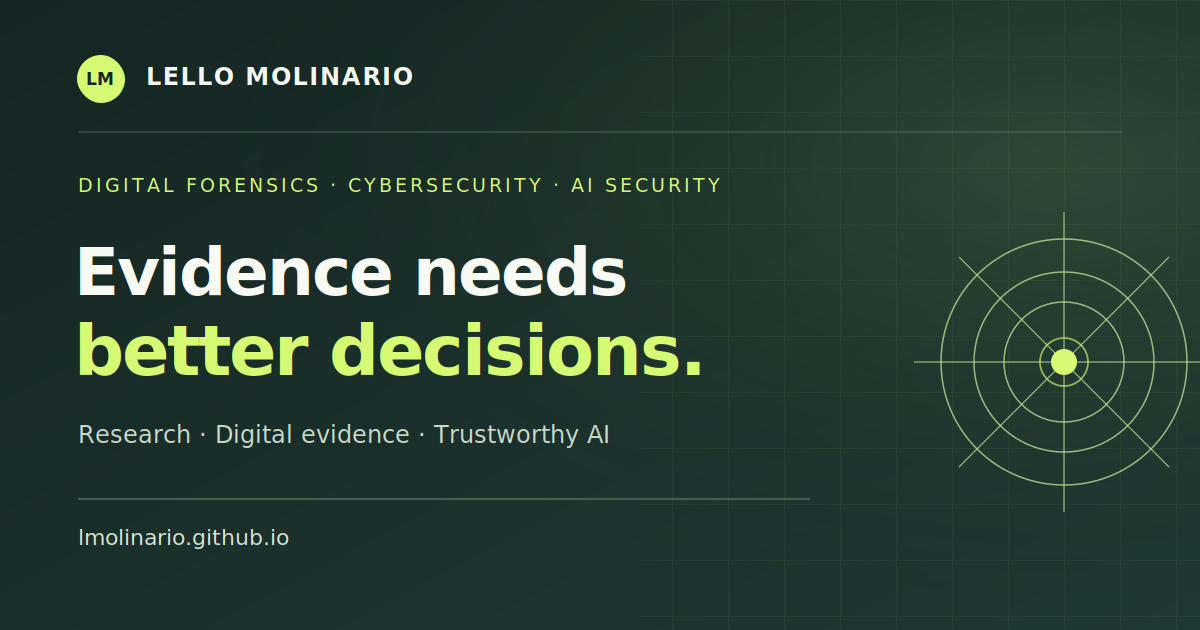 LM
LELLO MOLINARIO
DIGITAL FORENSICS · CYBERSECURITY · AI SECURITY
Evidence needs
better decisions.
Research · Digital evidence · Trustworthy AI
lmolinario.github.io